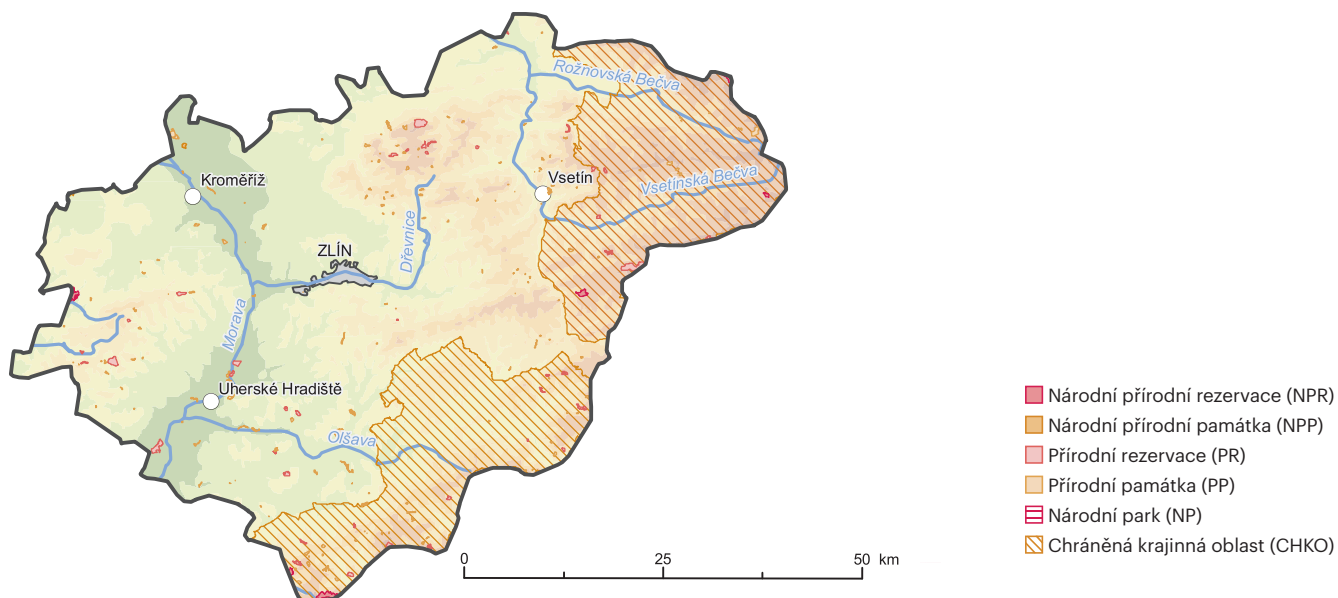 Rožnovská Bečva
Kroměříž
Vsetín
Vsetínská Bečva
Dřevnice
ZLÍN
Morava
Uherské Hradiště
Olšava
0 25 50 km
Národní přírodní rezervace (NPR)
Národní přírodní památka (NPP)
Přírodní rezervace (PR)
Přírodní památka (PP)
Národní park (NP)
Chráněná krajinná oblast (CHKO)